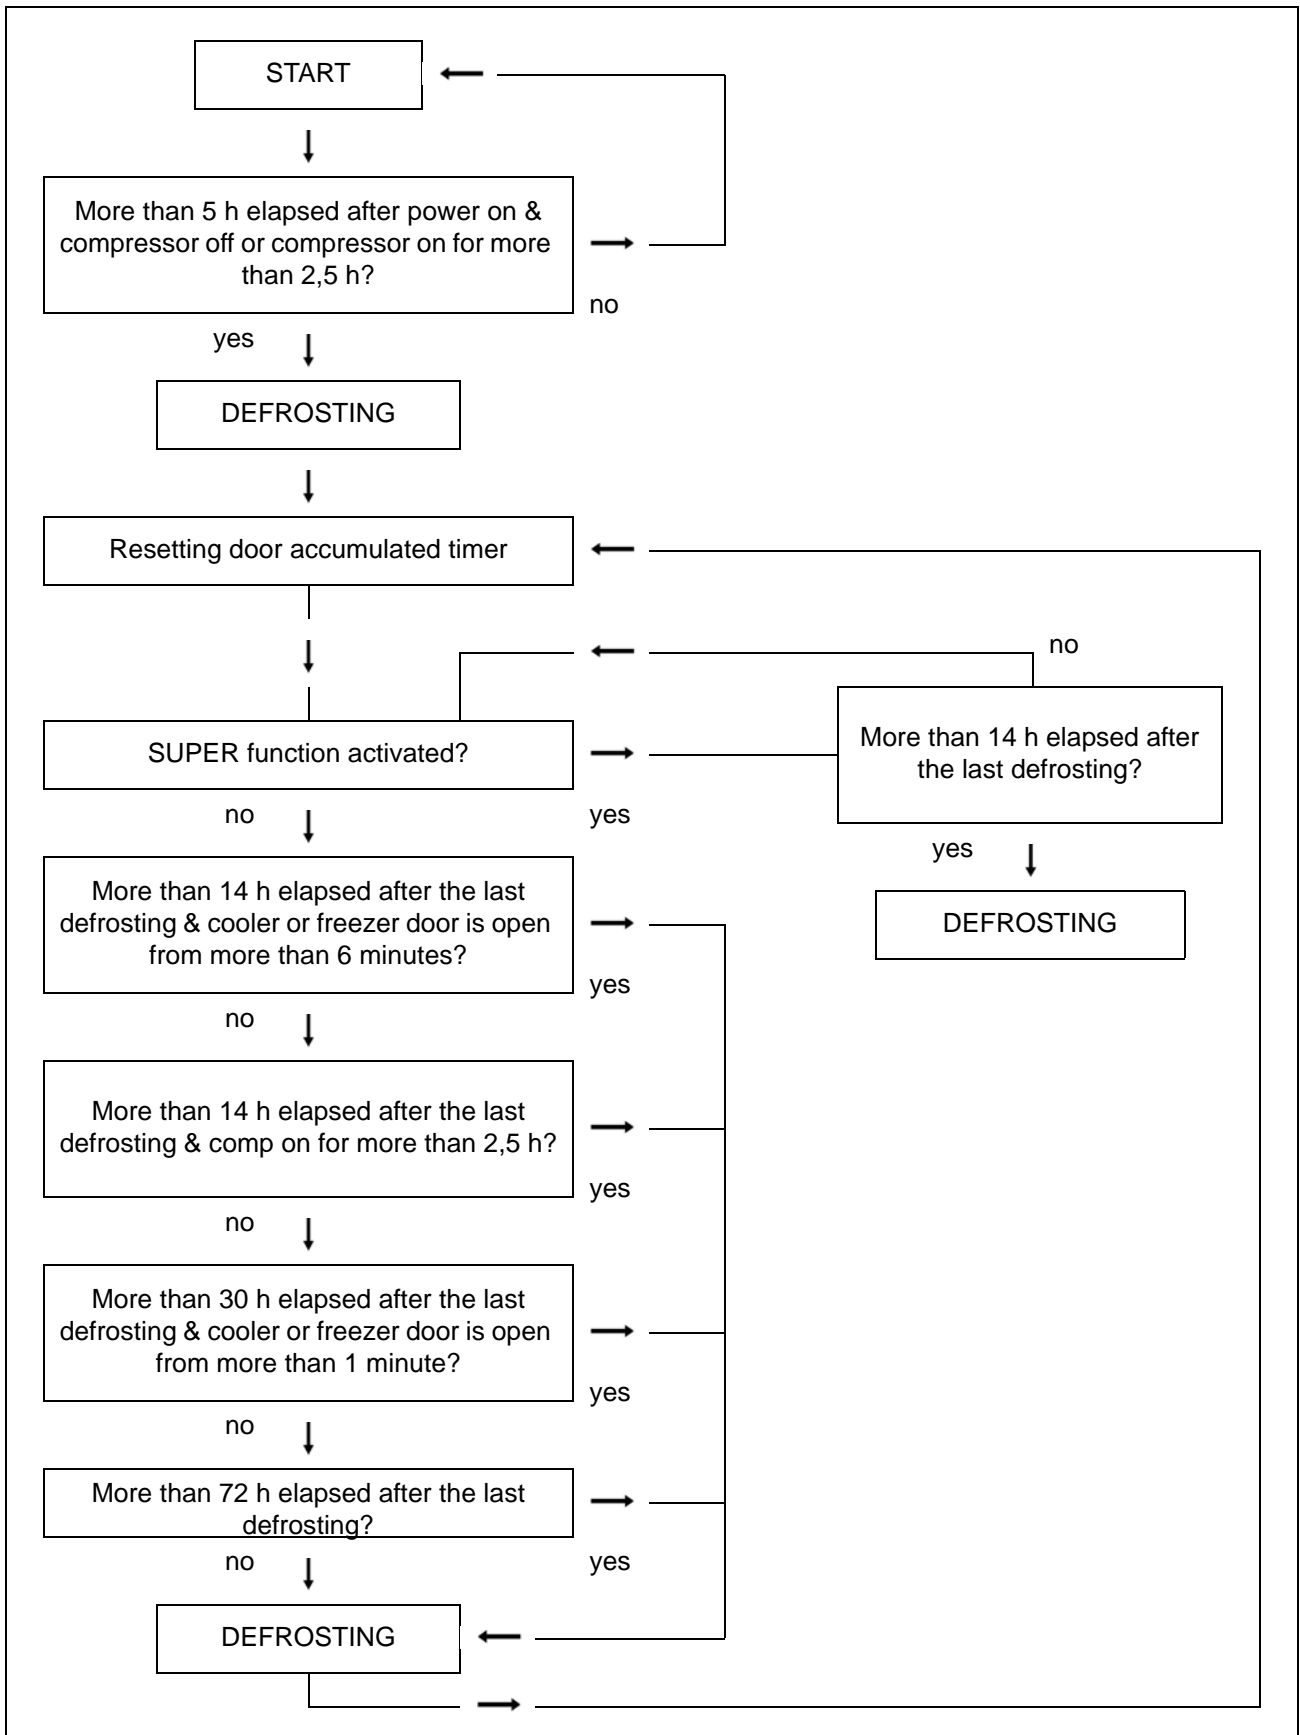 START
More than 5 h elapsed after power on &
compressor off or compressor on for more
than 2,5 h?
no
yes
DEFROSTING
Resetting door accumulated timer
no
SUPER function activated?
More than 14 h elapsed after
the last defrosting?
no
yes
yes
DEFROSTING
More than 14 h elapsed after the last
defrosting & cooler or freezer door is open
from more than 6 minutes?
yes
no
More than 14 h elapsed after the last
defrosting & comp on for more than 2,5 h?
yes
no
More than 30 h elapsed after the last
defrosting & cooler or freezer door is open
from more than 1 minute?
yes
no
More than 72 h elapsed after the last
defrosting?
no
yes
DEFROSTING